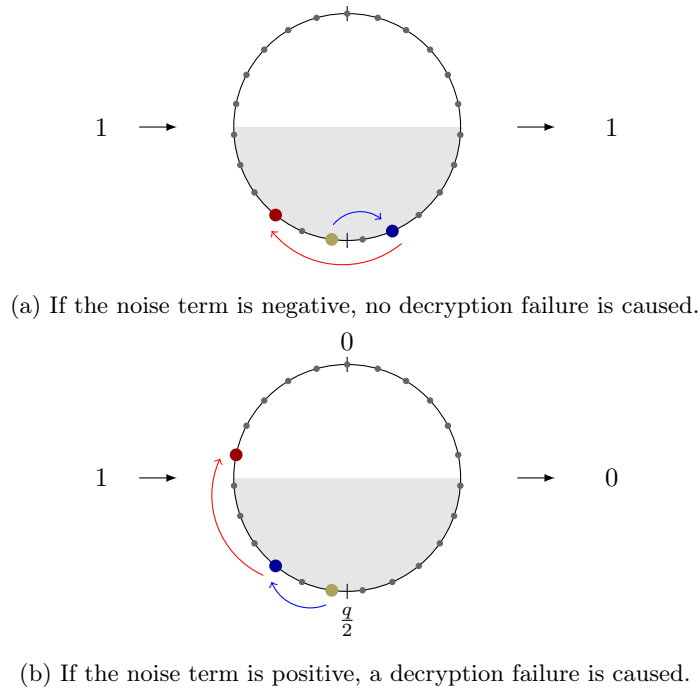 1 1
(a) If the noise term is negative, no decryption failure is caused.
0
1 0
q/2
(b) If the noise term is positive, a decryption failure is caused.